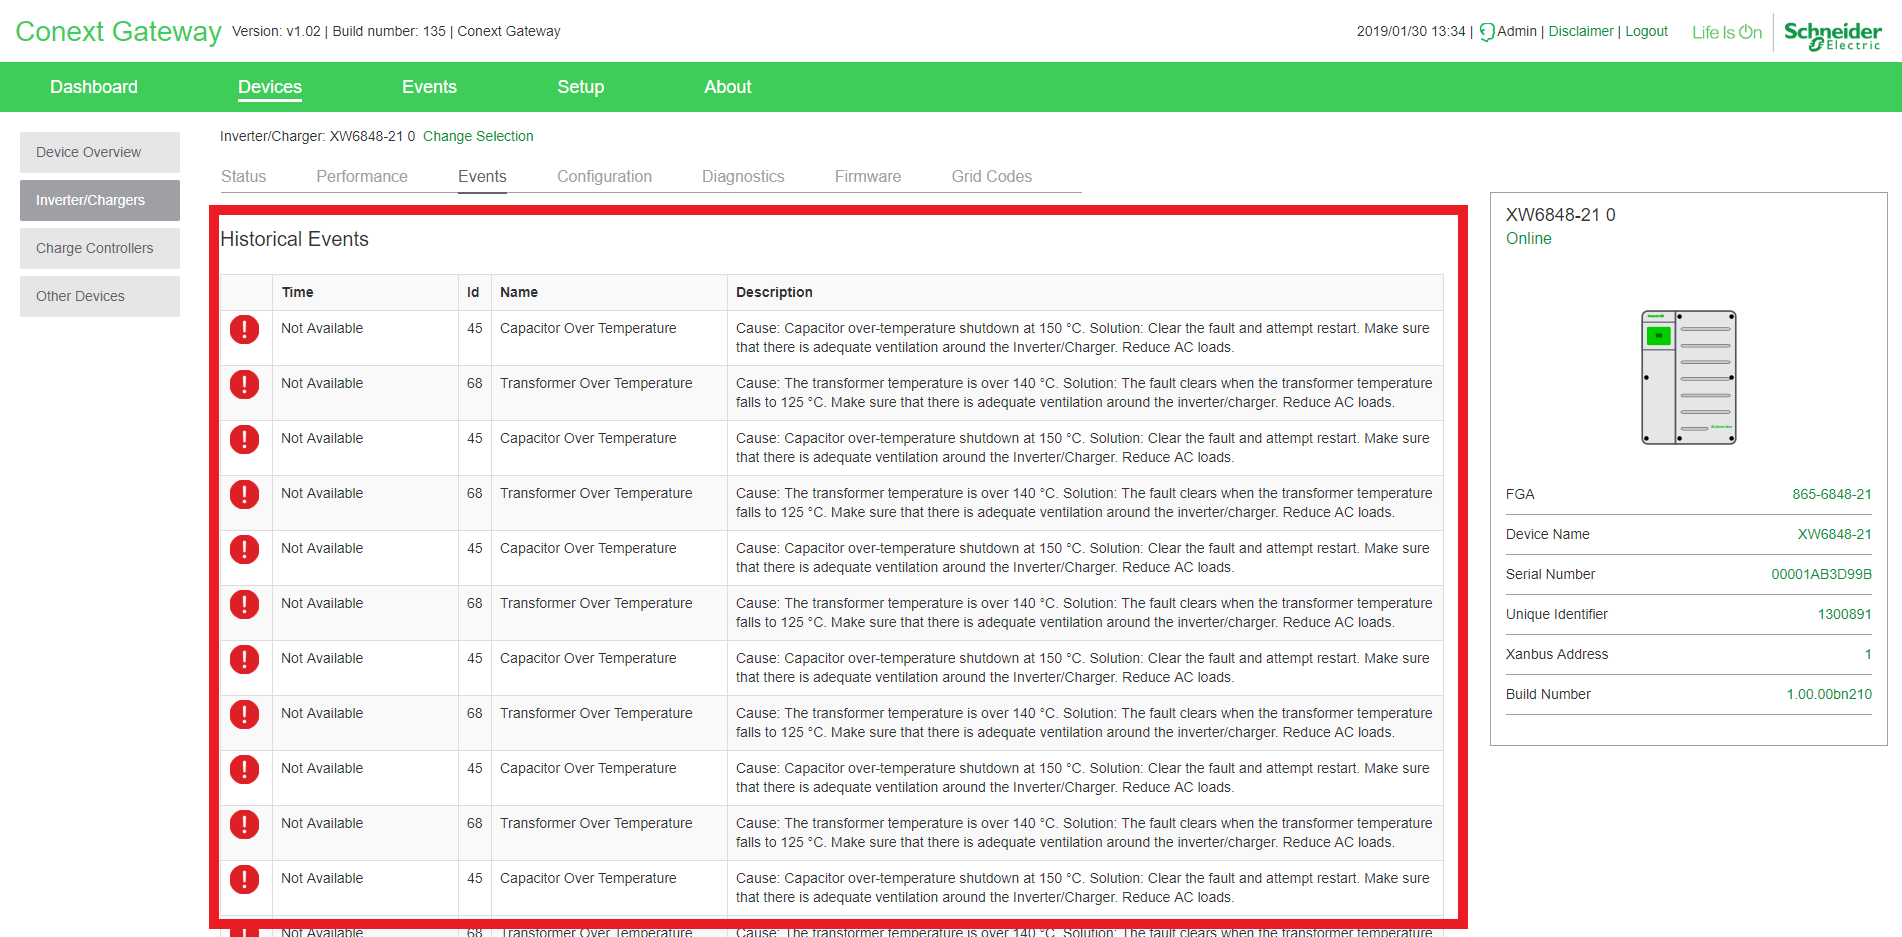 Conext Gateway Version: v1.02 | Build number: 135 | Conext Gateway
2019/01/30 13:34 | Admin | Disclaimer | Logout
Life Is On
Schneider
Electric
Dashboard Devices Events Setup About
Device Overview
Inverter/Chargers
Charge Controllers
Other Devices
Inverter/Charger: XW6848-21 0 Change Selection
Status Performance Events Configuration Diagnostics Firmware Grid Codes
Historical Events
Time Id Name Description
Not Available 45 Capacitor Over Temperature Cause: Capacitor over-temperature shutdown at 150 °C. Solution: Clear the fault and attempt restart. Make sure
that there is adequate ventilation around the Inverter/Charger. Reduce AC loads.
Not Available 68 Transformer Over Temperature Cause: The transformer temperature is over 140 °C. Solution: The fault clears when the transformer temperature
falls to 125 °C. Make sure that there is adequate ventilation around the inverter/charger. Reduce AC loads.
Not Available 45 Capacitor Over Temperature Cause: Capacitor over-temperature shutdown at 150 °C. Solution: Clear the fault and attempt restart. Make sure
that there is adequate ventilation around the Inverter/Charger. Reduce AC loads.
Not Available 68 Transformer Over Temperature Cause: The transformer temperature is over 140 °C. Solution: The fault clears when the transformer temperature
falls to 125 °C. Make sure that there is adequate ventilation around the inverter/charger. Reduce AC loads.
Not Available 45 Capacitor Over Temperature Cause: Capacitor over-temperature shutdown at 150 °C. Solution: Clear the fault and attempt restart. Make sure
that there is adequate ventilation around the Inverter/Charger. Reduce AC loads.
Not Available 68 Transformer Over Temperature Cause: The transformer temperature is over 140 °C. Solution: The fault clears when the transformer temperature
falls to 125 °C. Make sure that there is adequate ventilation around the inverter/charger. Reduce AC loads.
Not Available 45 Capacitor Over Temperature Cause: Capacitor over-temperature shutdown at 150 °C. Solution: Clear the fault and attempt restart. Make sure
that there is adequate ventilation around the Inverter/Charger. Reduce AC loads.
Not Available 68 Transformer Over Temperature Cause: The transformer temperature is over 140 °C. Solution: The fault clears when the transformer temperature
falls to 125 °C. Make sure that there is adequate ventilation around the inverter/charger. Reduce AC loads.
Not Available 45 Capacitor Over Temperature Cause: Capacitor over-temperature shutdown at 150 °C. Solution: Clear the fault and attempt restart. Make sure
that there is adequate ventilation around the Inverter/Charger. Reduce AC loads.
Not Available 68 Transformer Over Temperature Cause: The transformer temperature is over 140 °C. Solution: The fault clears when the transformer temperature
falls to 125 °C. Make sure that there is adequate ventilation around the inverter/charger. Reduce AC loads.
Not Available 45 Capacitor Over Temperature Cause: Capacitor over-temperature shutdown at 150 °C. Solution: Clear the fault and attempt restart. Make sure
that there is adequate ventilation around the Inverter/Charger. Reduce AC loads.
Not Available 68 Transformer Over Temperature Cause: The transformer temperature is over 140 °C. Solution: The fault clears when the transformer temperature
XW6848-21 0
Online
Schneider
FGA 865-6848-21
Device Name XW6848-21
Serial Number 00001AB3D99B
Unique Identifier 1300891
Xanbus Address 1
Build Number 1.00.00bn210